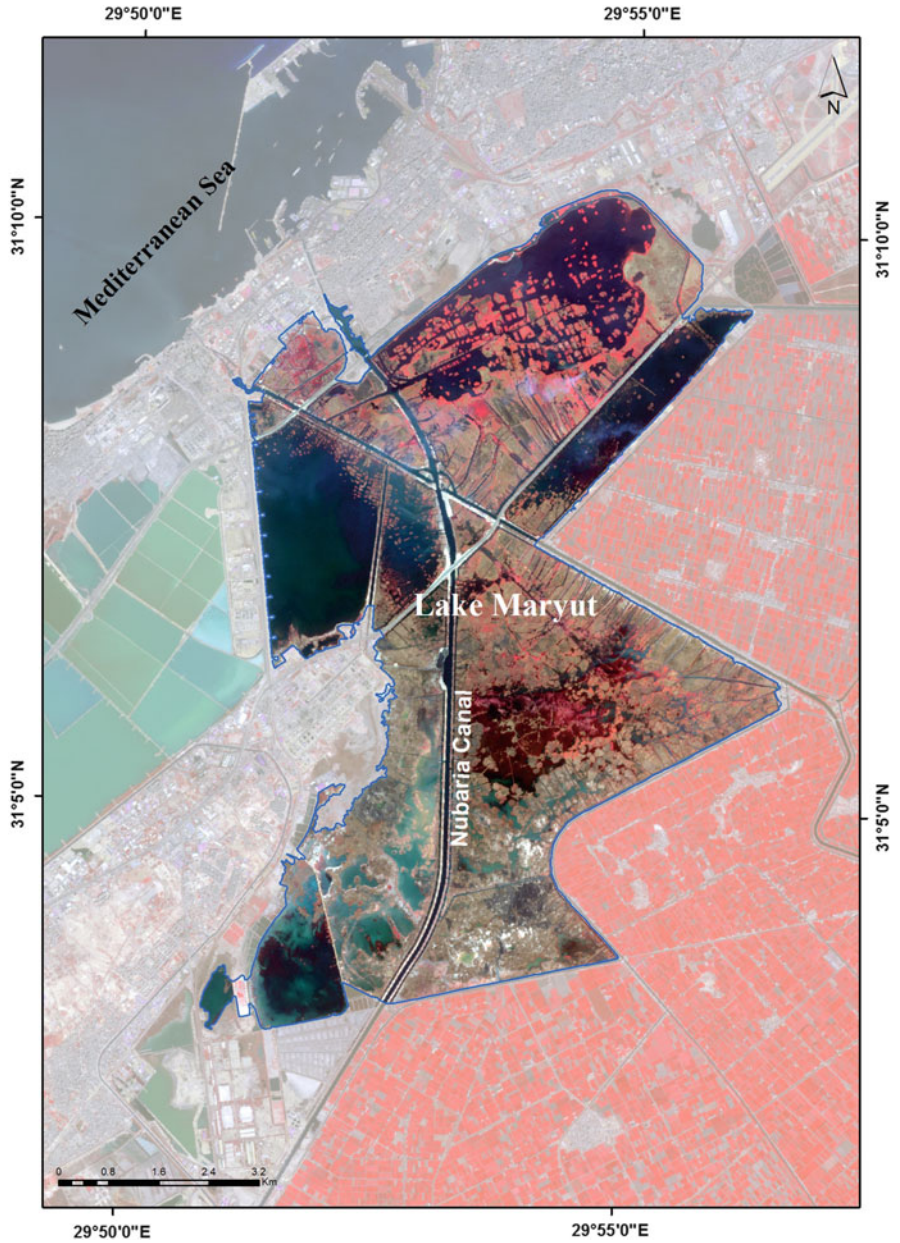 29°50'0"E
29°55'0"E
N
31°10'0"N
Mediterranean Sea
31°10'0"N
Lake Maryut
Nubaria Canal
31°5'0"N
31°5'0"N
0 0.8 1.6 2.4 3.2
Km
29°50'0"E
29°55'0"E